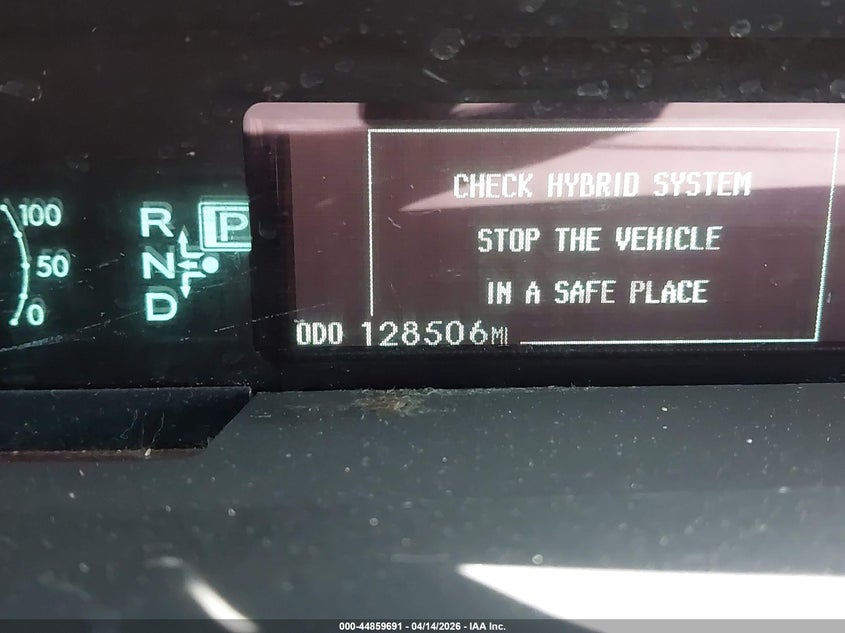 100
50
0
R
P
N
D
CHECK HYBRID SYSTEM
STOP THE VEHICLE
IN A SAFE PLACE
ODO 128506MI
000-44859691 - 04/14/2026 - IAA Inc.